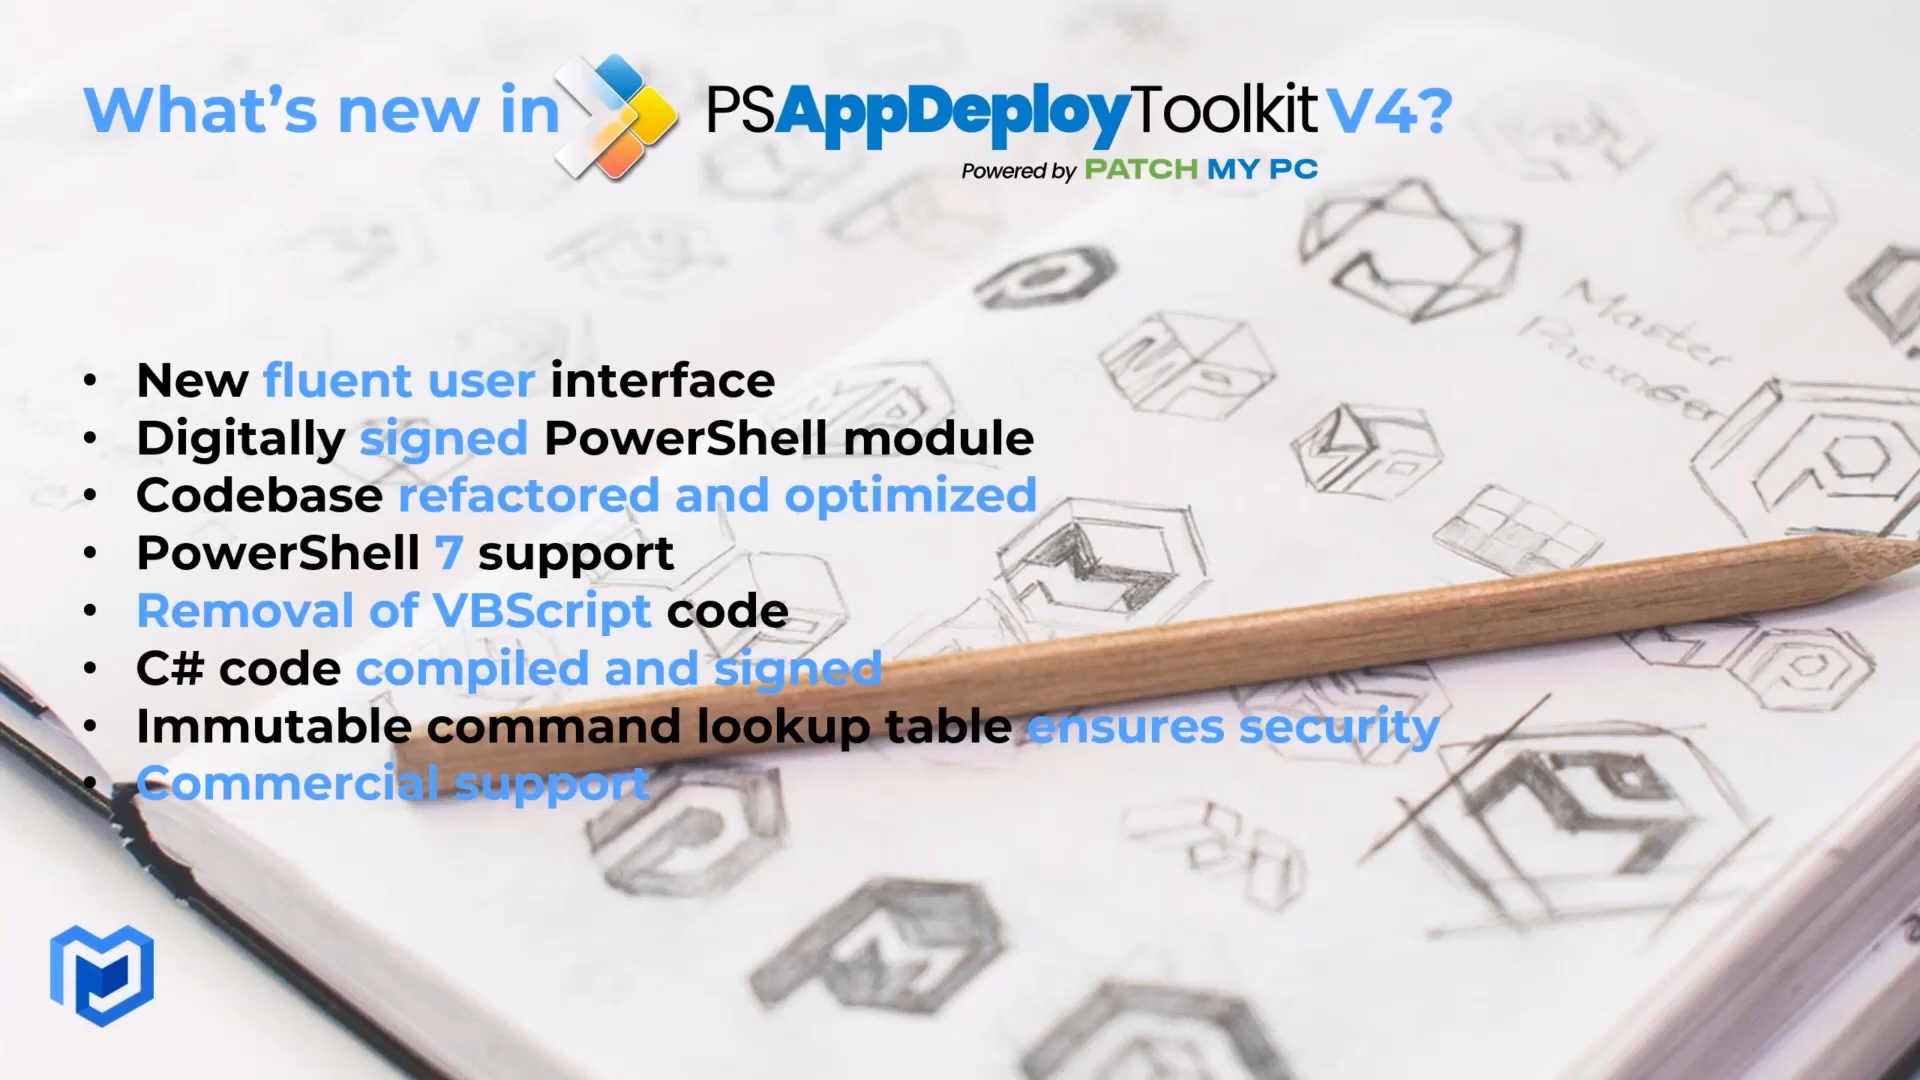 What's new in PSAppDeployToolkit V4?
Powered by PATCH MY PC
Master
Packager
• New fluent user interface
• Digitally signed PowerShell module
• Codebase refactored and optimized
• PowerShell 7 support
• Removal of VBScript code
• C# code compiled and signed
• Immutable command lookup table ensures security
• Commercial support